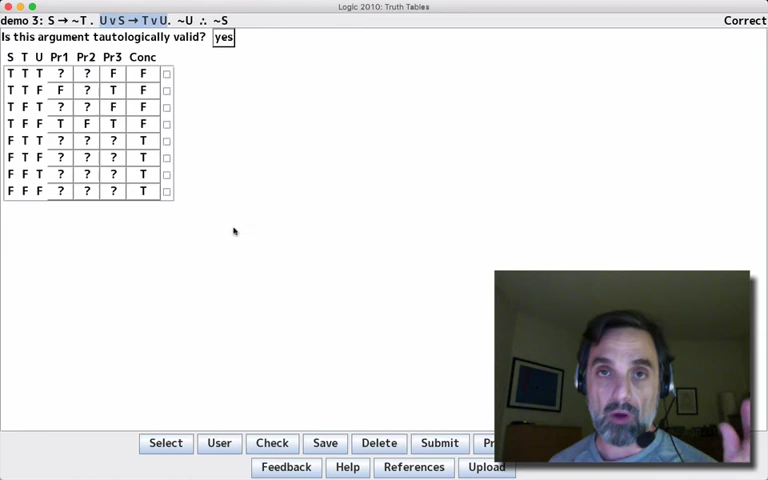 Logic 2010: Truth Tables
demo 3: S → ~T . U v S → T v U. ~U ∴ ~S Correct
Is this argument tautologically valid? yes
S T U Pr1 Pr2 Pr3 Conc
T T T ? ? F F
T T F F ? T F
T F T ? ? F F
T F F T F T F
F T T ? ? ? T
F T F ? ? ? T
F F T ? ? ? T
F F F ? ? ? T
Select User Check Save Delete Submit
Feedback Help References Upload